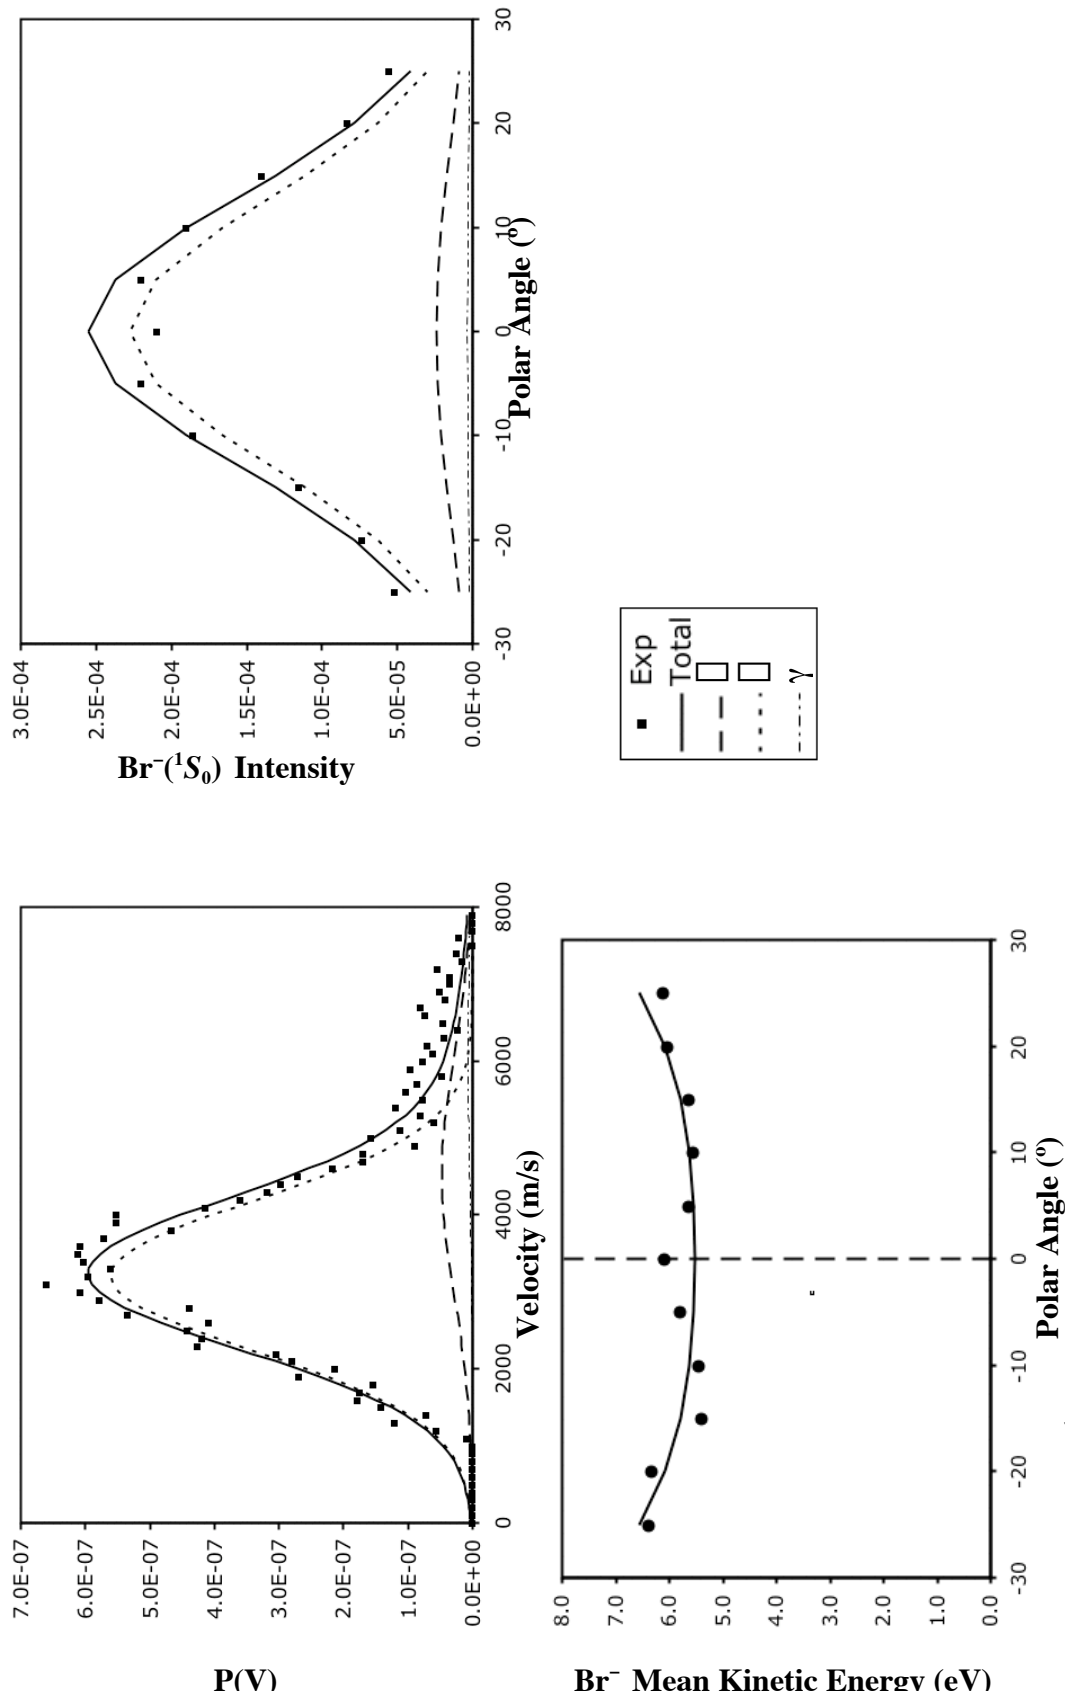 7.0E-07
6.0E-07
5.0E-07
4.0E-07
3.0E-07
2.0E-07
1.0E-07
0.0E+00
P(V)
0
2000
4000
6000
8000
Velocity (m/s)
3.0E-04
2.5E-04
2.0E-04
1.5E-04
1.0E-04
5.0E-05
0.0E+00
Br⁻(¹S₀) Intensity
-30
-20
-10
0
10
20
30
Polar Angle (º)
8.0
7.0
6.0
5.0
4.0
3.0
2.0
1.0
0.0
Br⁻ Mean Kinetic Energy (eV)
-30
-20
-10
0
10
20
30
Polar Angle (º)
Exp
Total
γ